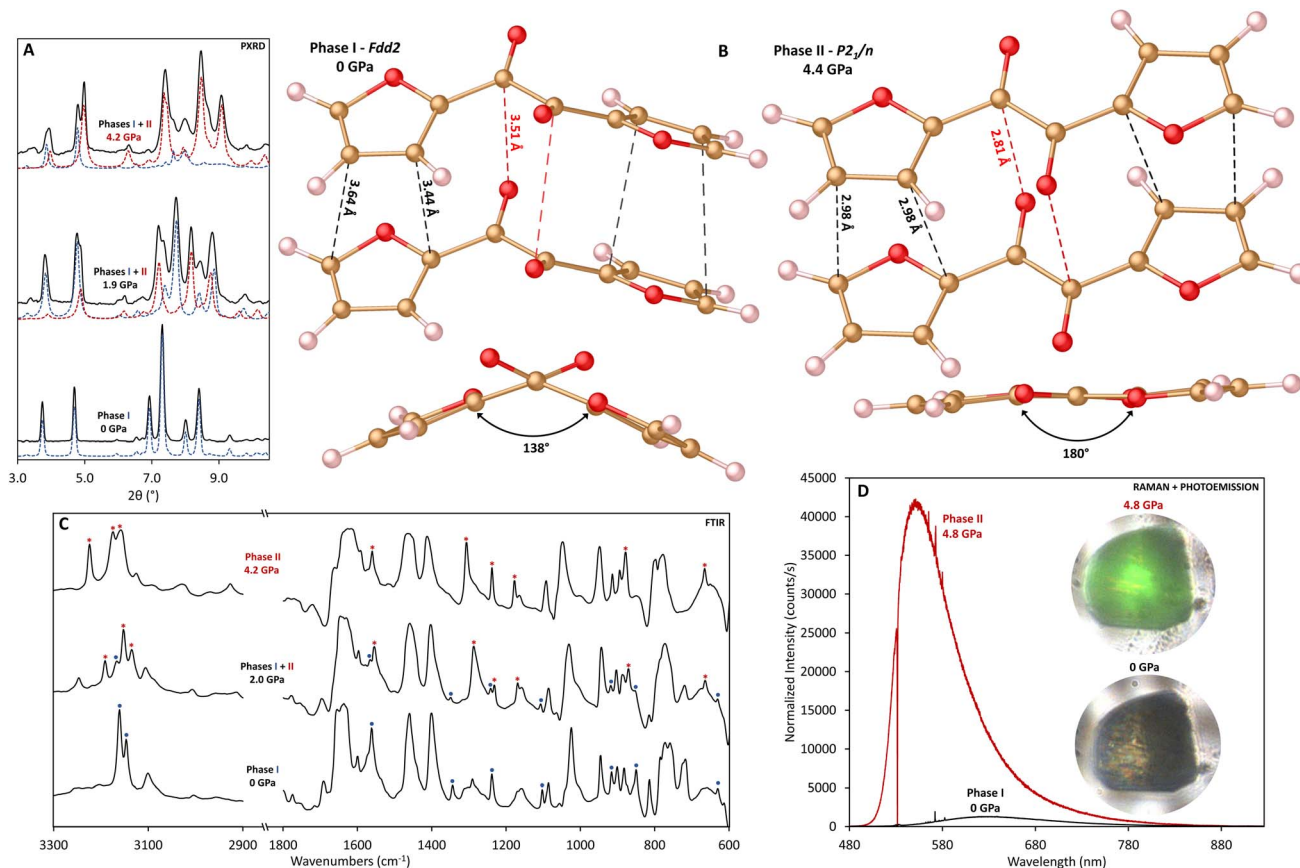 A
PXRD
Phases I + II
4.2 GPa
Phases I + II
1.9 GPa
Phase I
0 GPa
3.0 5.0 7.0 9.0
2θ (°)
Phase I - Fdd2
0 GPa
3.51 Å
3.64 Å
3.44 Å
138°
B
Phase II - P2₁/n
4.4 GPa
2.81 Å
2.98 Å
2.98 Å
180°
C
FTIR
Phase II
4.2 GPa
Phases I + II
2.0 GPa
Phase I
0 GPa
3300 3100 2900 1800 1600 1400 1200 1000 800 600
Wavenumbers (cm⁻¹)
D
RAMAN + PHOTOEMISSION
4.8 GPa
Phase II
4.8 GPa
0 GPa
Phase I
0 GPa
Normalized Intensity (counts/s)
45000
40000
35000
30000
25000
20000
15000
10000
5000
0
480 580 680 780 880
Wavelength (nm)